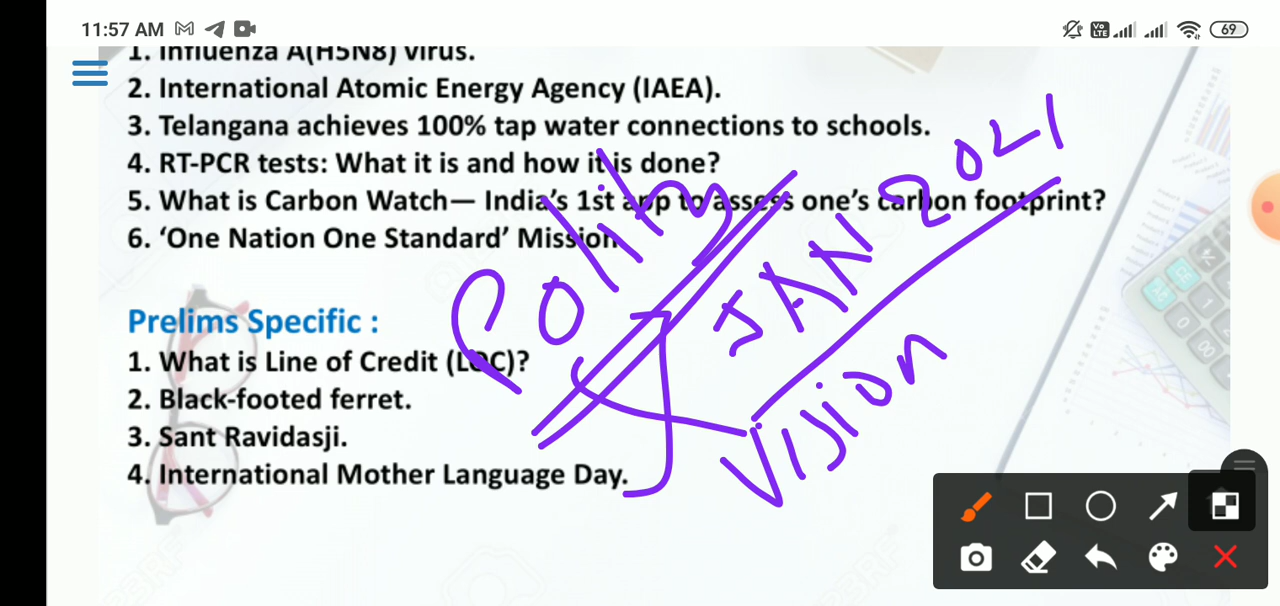 11:57 AM
Vo LTE
69
1. Influenza A(H5N8) virus.
2. International Atomic Energy Agency (IAEA).
3. Telangana achieves 100% tap water connections to schools.
4. RT-PCR tests: What it is and how it is done?
5. What is Carbon Watch— India's 1st app to assess one's carbon footprint?
6. 'One Nation One Standard' Mission
Polity
JAN 2021
Vision
Prelims Specific :
1. What is Line of Credit (LOC)?
2. Black-footed ferret.
3. Sant Ravidasji.
4. International Mother Language Day.